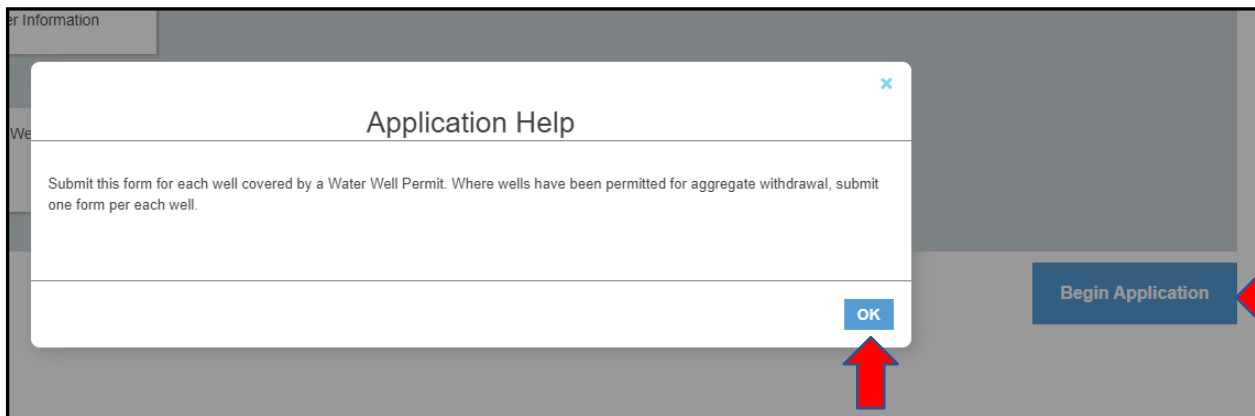 er Information
Application Help
We
Submit this form for each well covered by a Water Well Permit. Where wells have been permitted for aggregate withdrawal, submit
one form per each well.
Begin Application
OK